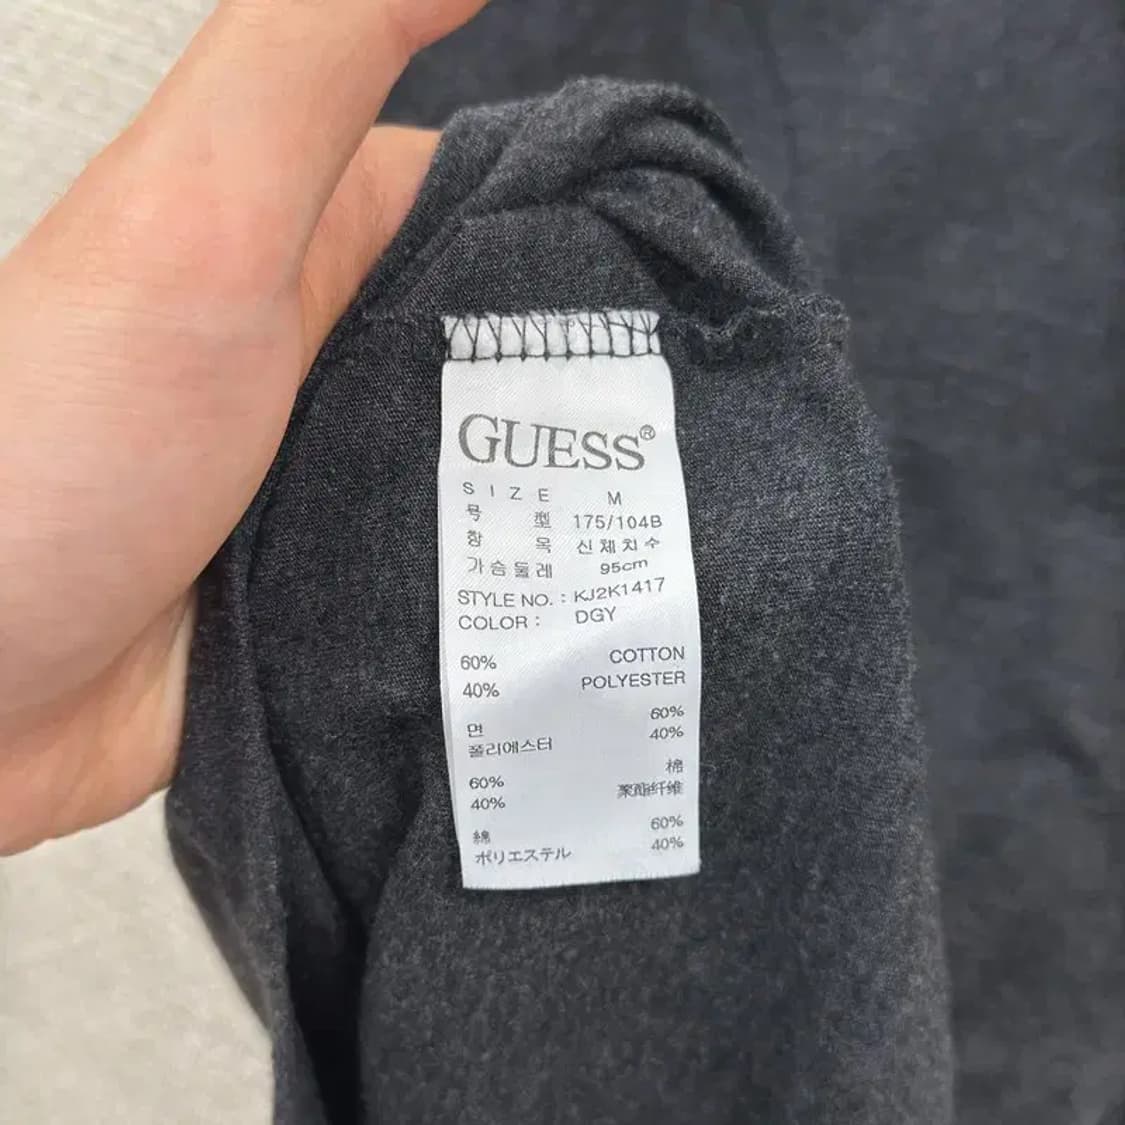 GUESS®
SIZE M
号型 175/104B
항목 신체치수
가슴둘레 95cm
STYLE NO. : KJ2K1417
COLOR : DGY
60% COTTON
40% POLYESTER
면 60%
폴리에스터 40%
60% 棉
40% 聚酯纤维
綿 60%
ポリエステル 40%